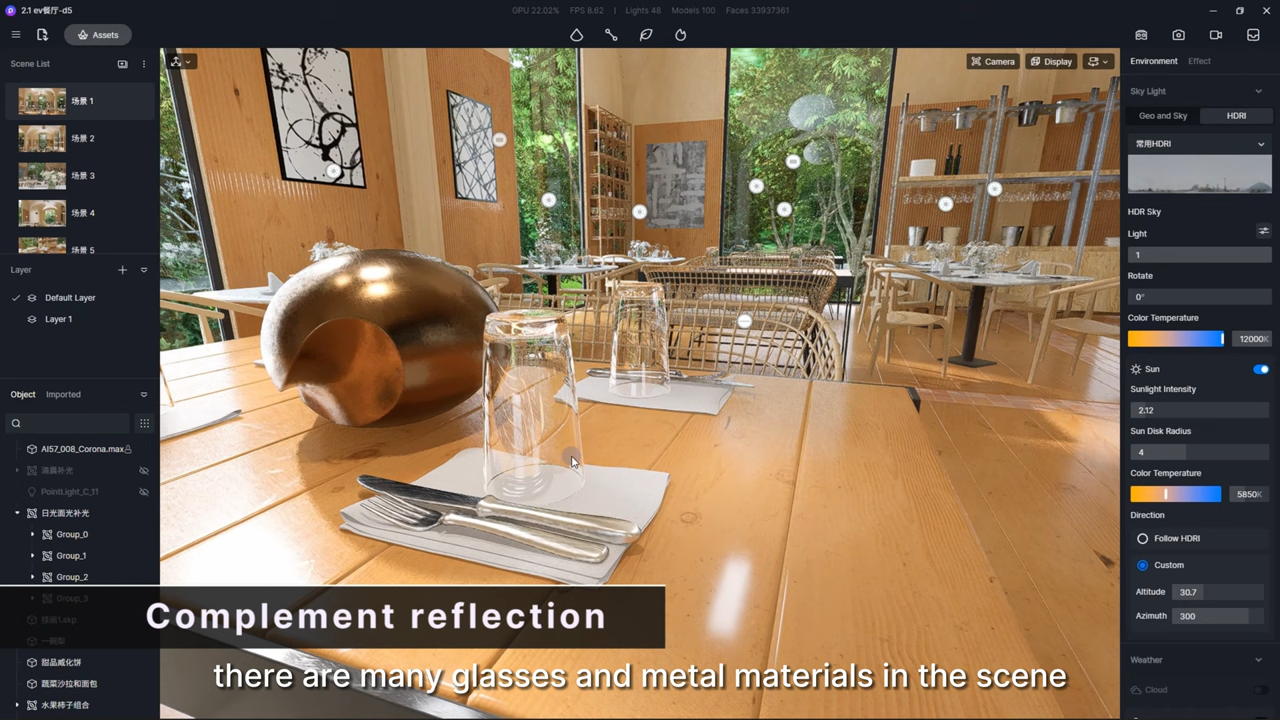 2.1 ev餐厅-d5
GPU 22.02% FPS 8.62 | Lights 48 Models 100 Faces 33937361
Assets
Scene List
场景 1
场景 2
场景 3
场景 4
场景 5
Layer
Default Layer
Layer 1
Object Imported
AI57_008_Corona.max
清晨补光
PointLight_C_11
日光面光补光
Group_0
Group_1
Group_2
Group_3
挂画1.skp
一碗梨
甜品威化饼
蔬菜沙拉和面包
水果柿子组合
Camera Display
Environment Effect
Sky Light
Geo and Sky HDRI
常用HDRI
HDR Sky
Light
1
Rotate
0°
Color Temperature
12000K
Sun
Sunlight Intensity
2.12
Sun Disk Radius
4
Color Temperature
5850K
Direction
Follow HDRI
Custom
Altitude 30.7
Azimuth 300
Weather
Cloud
Complement reflection
there are many glasses and metal materials in the scene